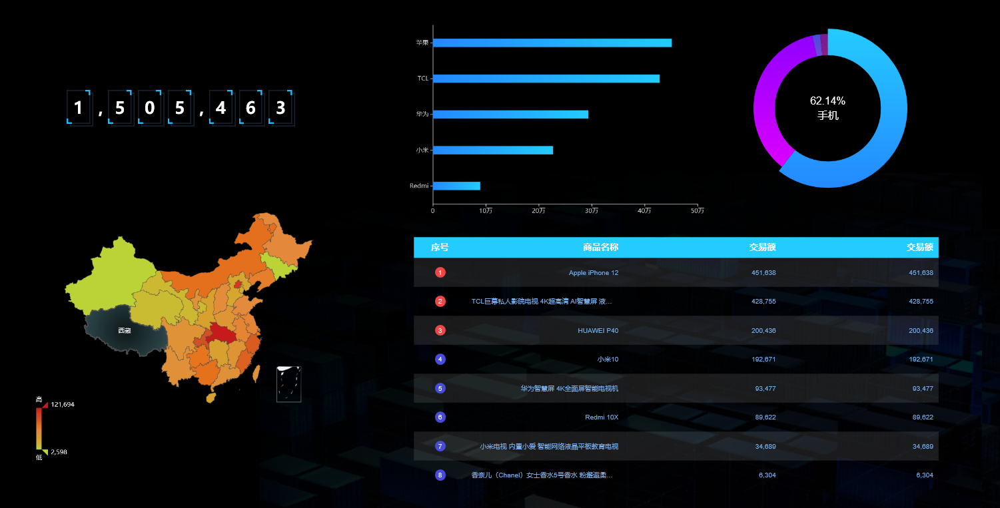 1,505,463
苹果
TCL
华为
小米
Redmi
0 10万 20万 30万 40万 50万
62.14%
手机
西藏
高
121,694
2,598
低
序号 商品名称 交易额 交易额
1 Apple iPhone 12 451,638 451,638
2 TCL巨幕私人影院电视 4K超高清 AI智慧屏 液... 428,755 428,755
3 HUAWEI P40 200,436 200,436
4 小米10 192,671 192,671
5 华为智慧屏 4K全面屏智能电视机 93,477 93,477
6 Redmi 10X 89,622 89,622
7 小米电视 内置小爱 智能网络液晶平板教育电视 34,689 34,689
8 香奈儿（Chanel）女士香水5号香水 粉邂逅柔... 6,304 6,304